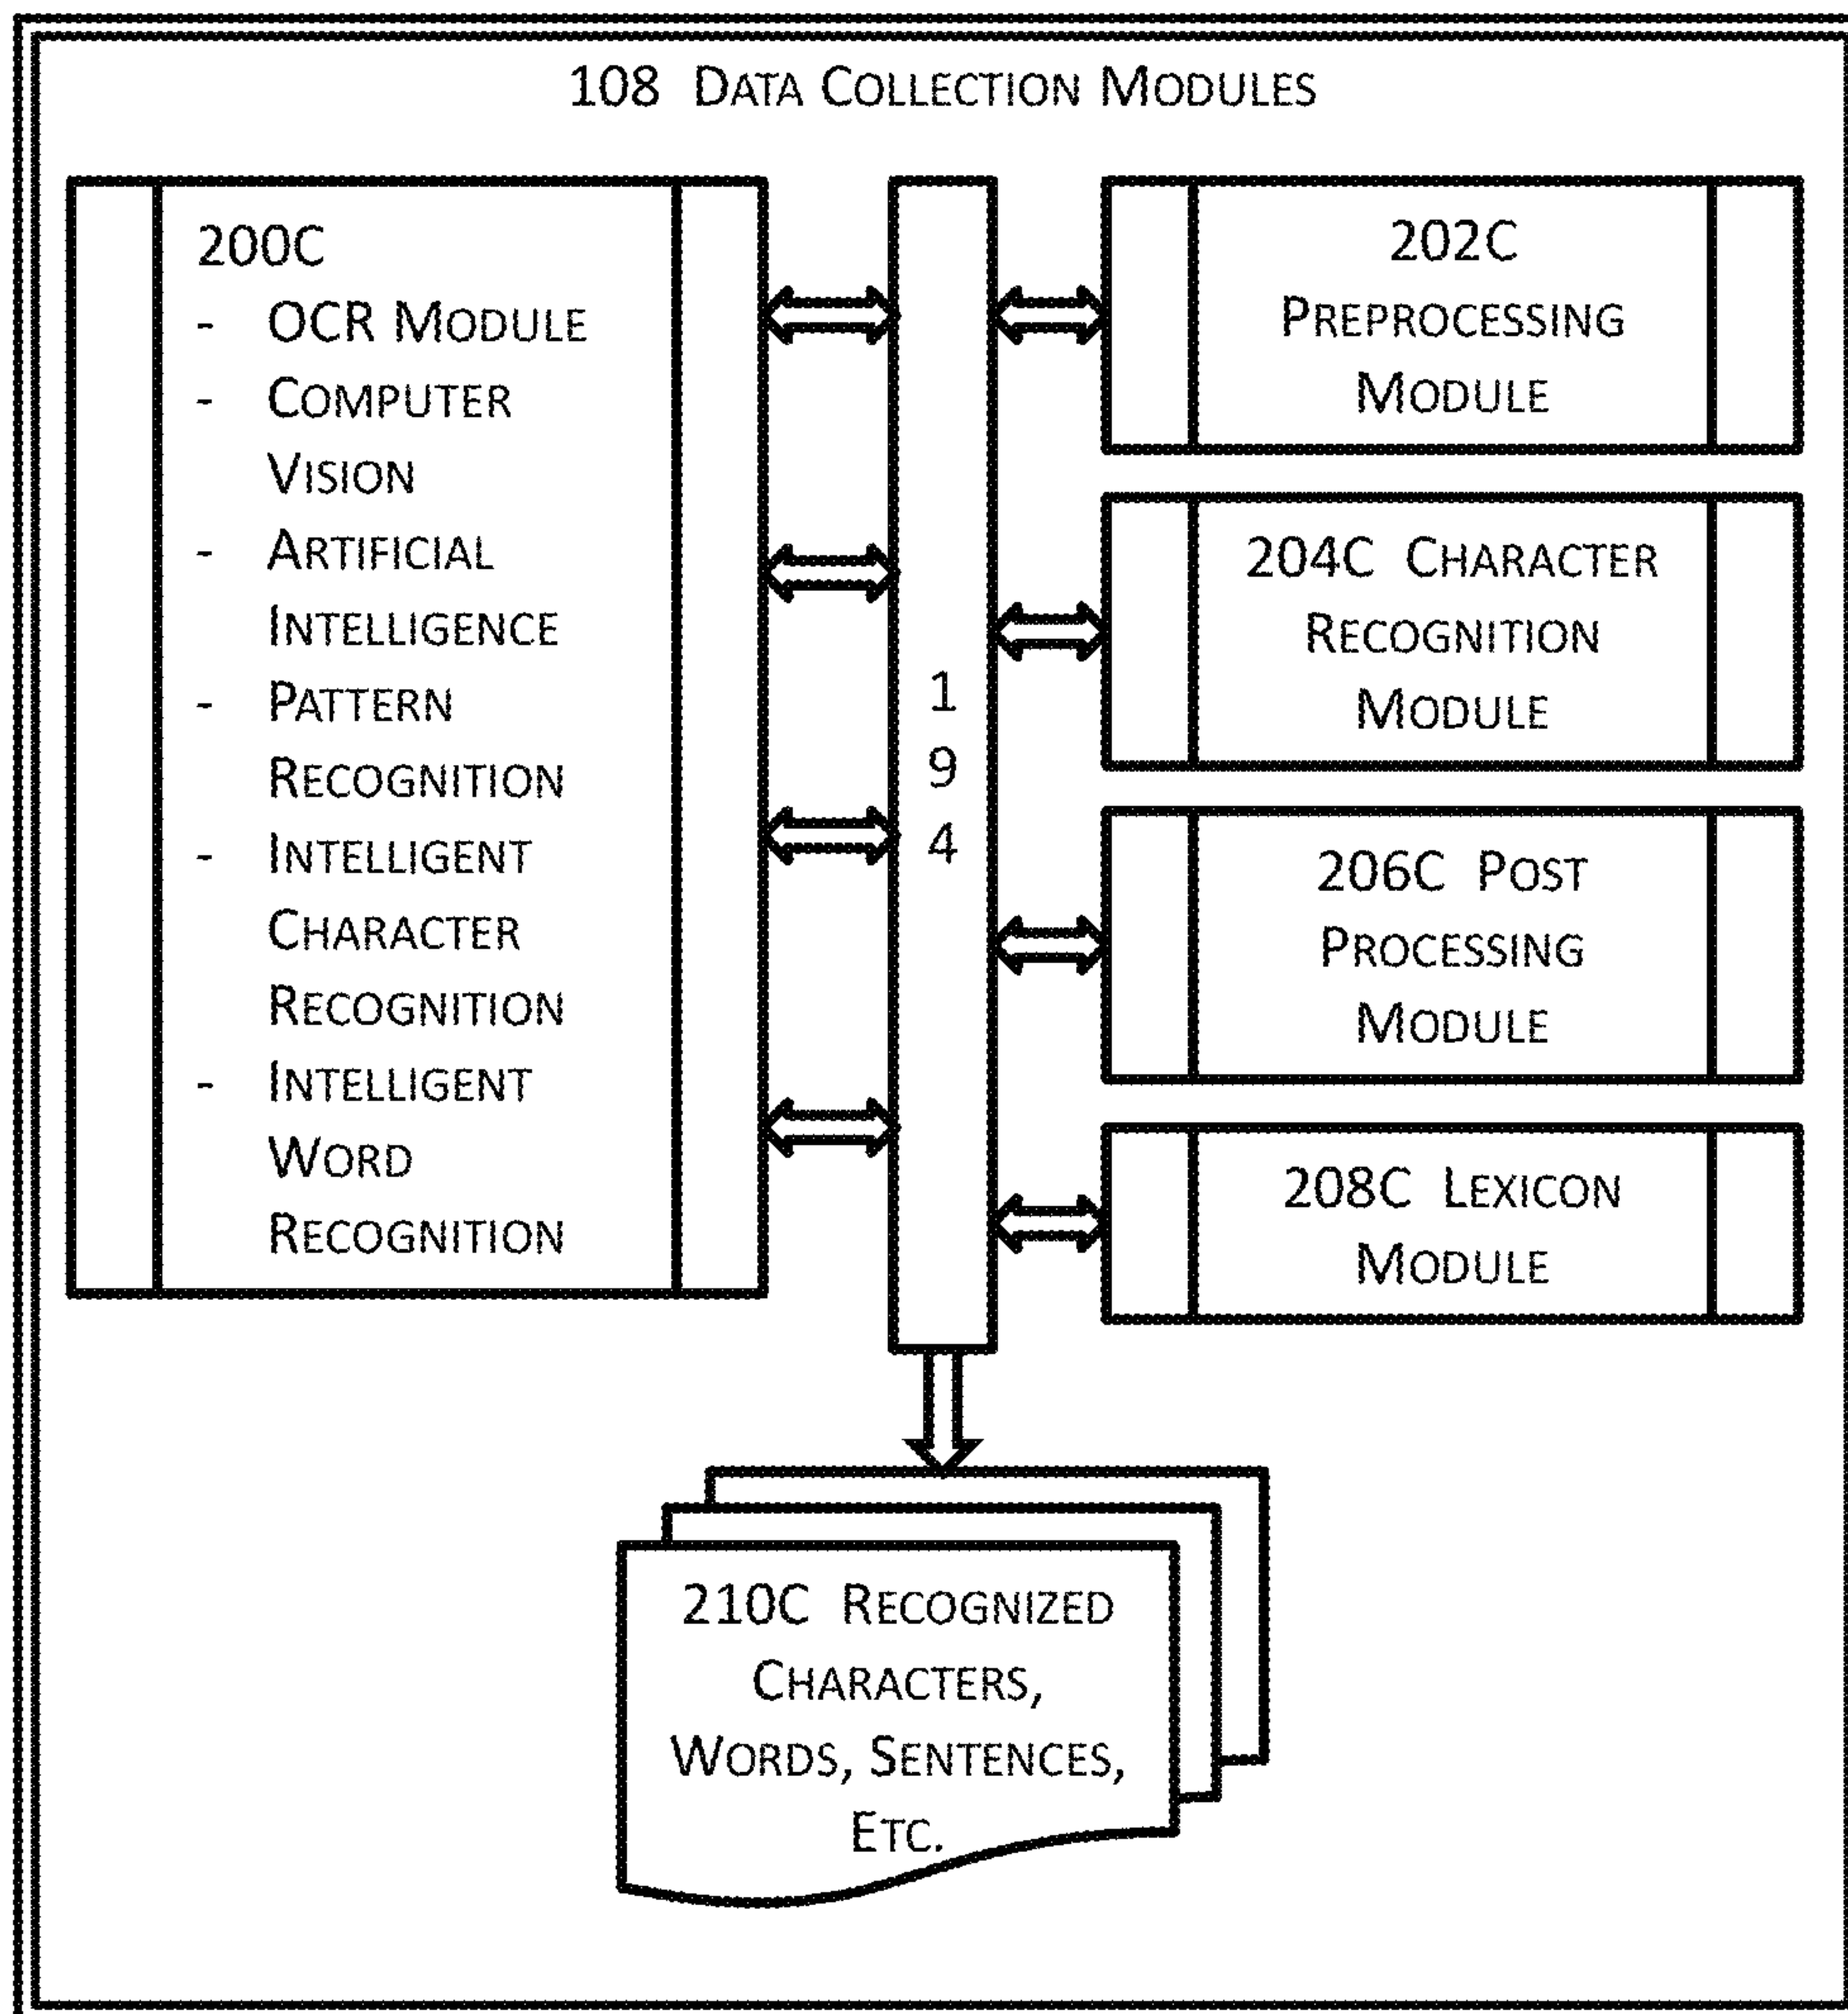 108 Data Collection Modules
200C
- OCR Module
- Computer
Vision
- Artificial
Intelligence
- Pattern
Recognition
- Intelligent
Character
Recognition
- Intelligent
Word
Recognition
1
9
4
202C
Preprocessing
Module
204C Character
Recognition
Module
206C Post
Processing
Module
208C Lexicon
Module
210C Recognized
Characters,
Words, Sentences,
Etc.